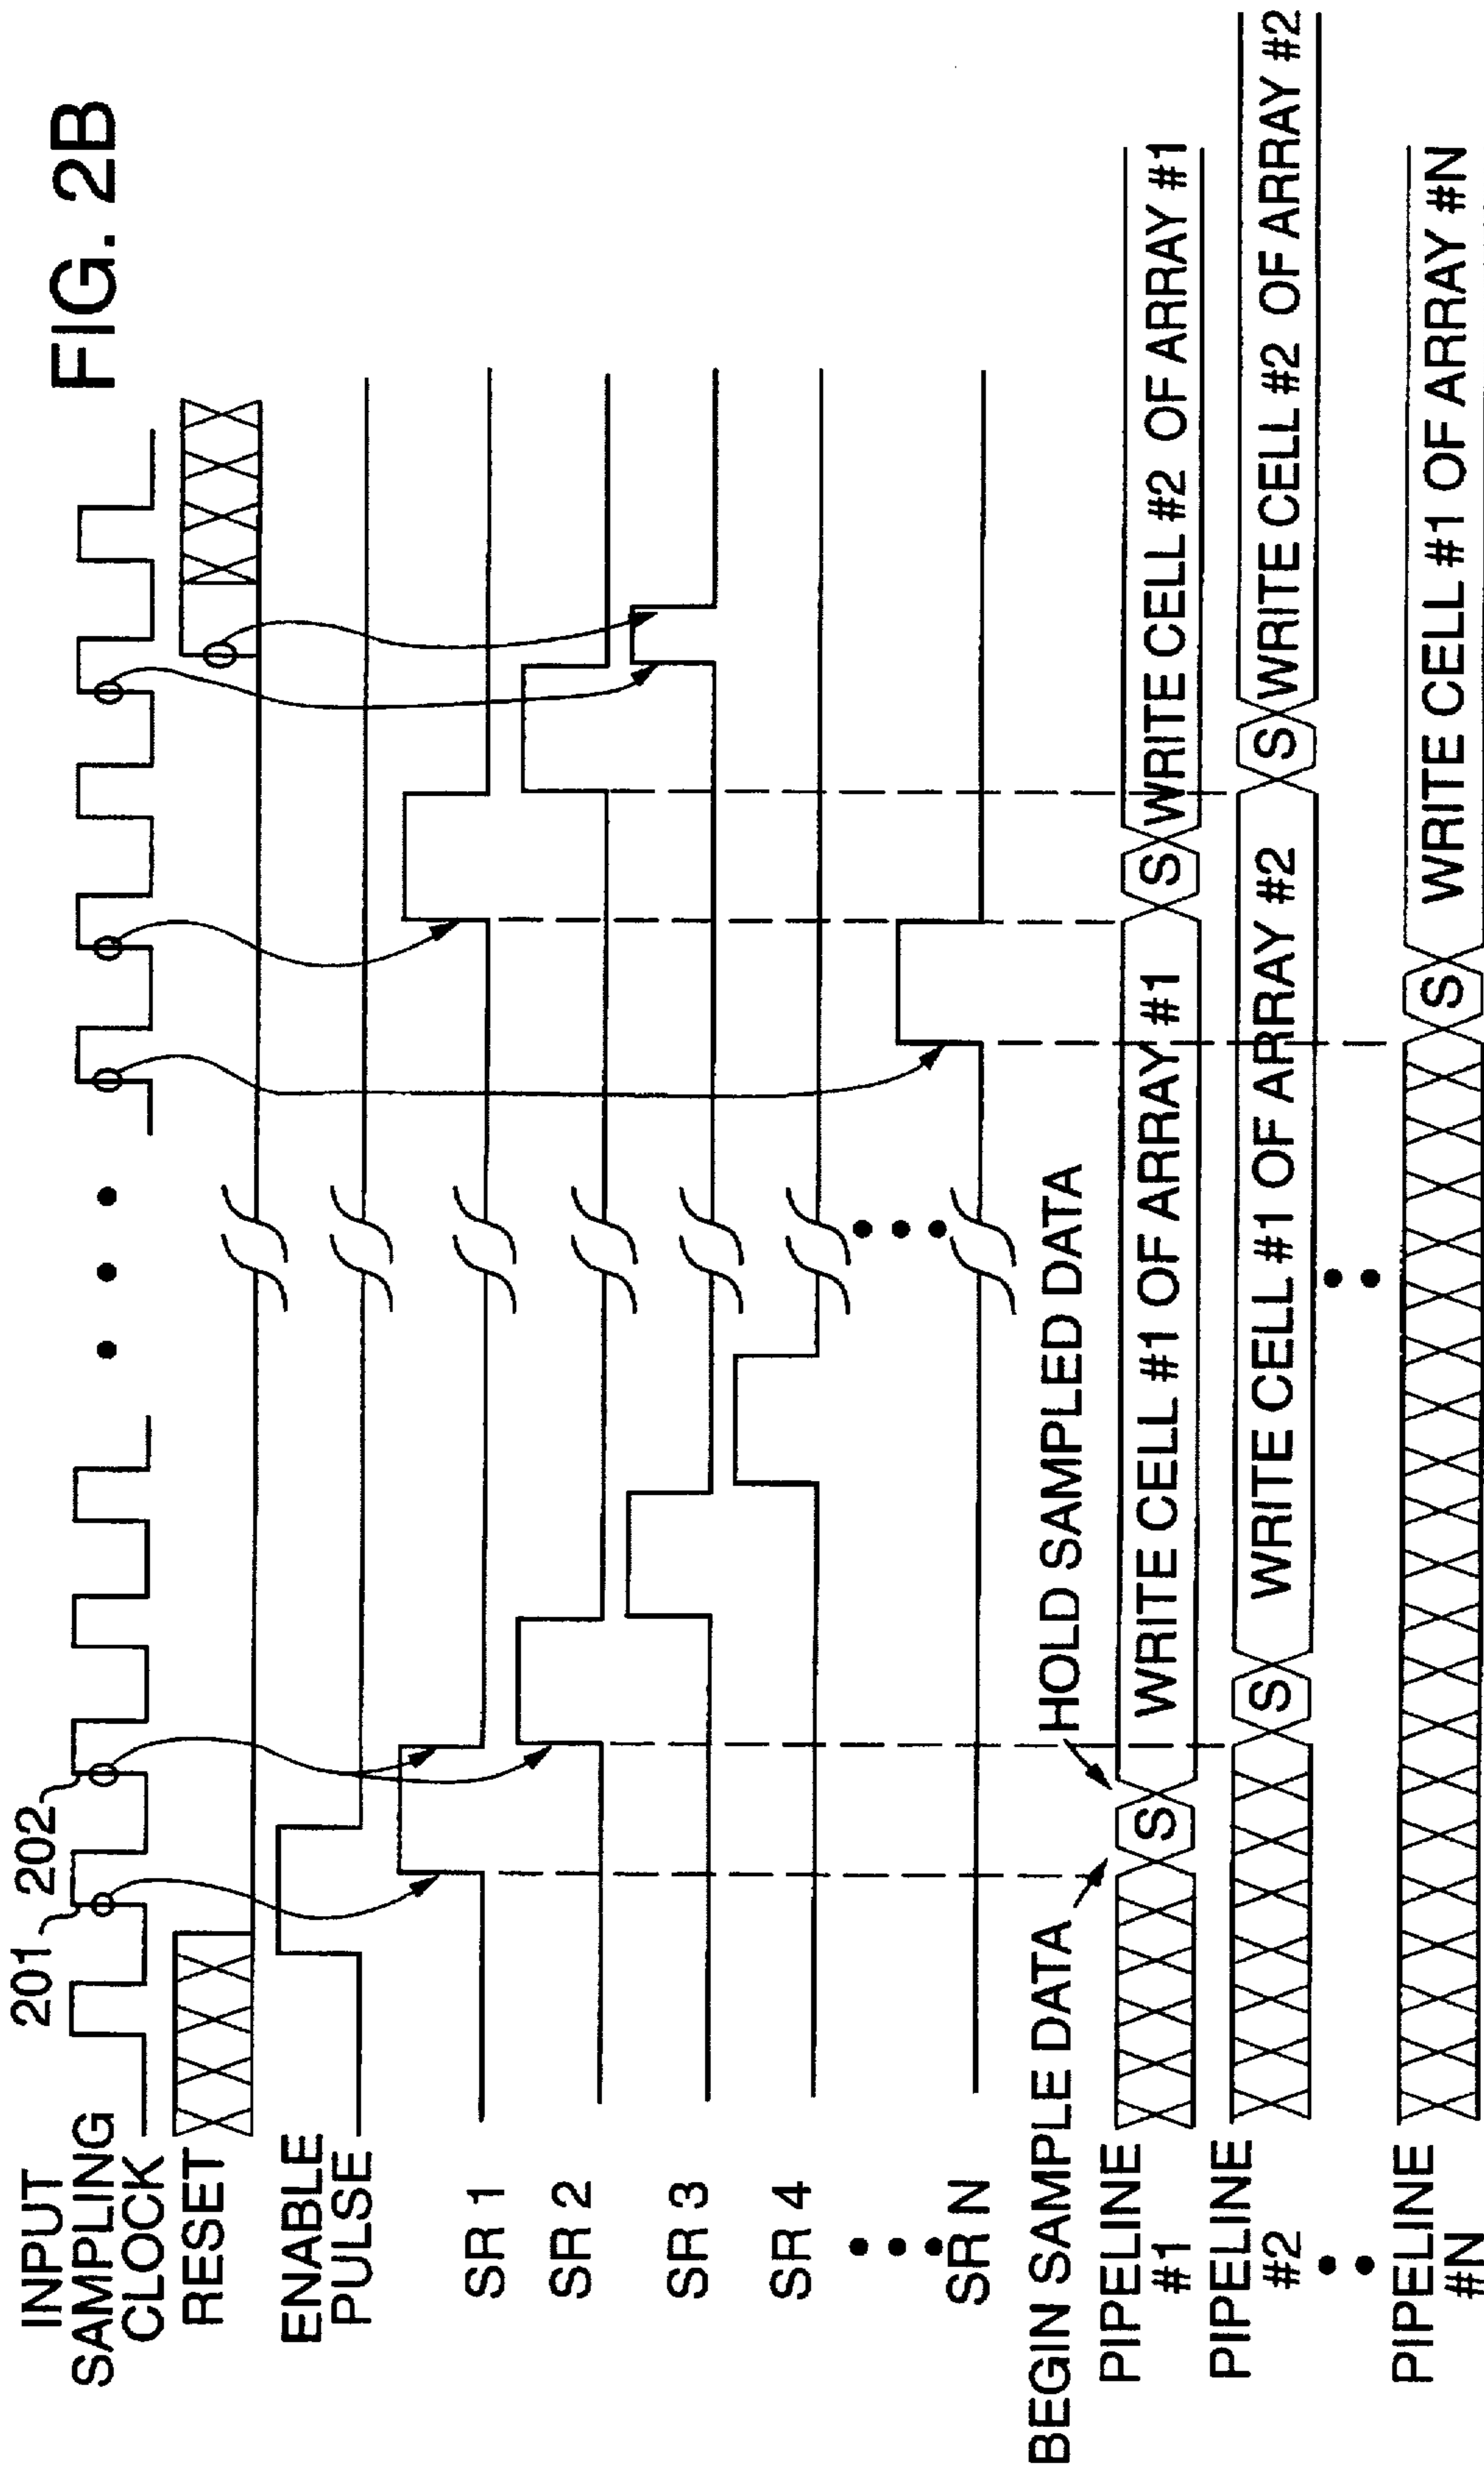 FIG. 2B
201 202
INPUT
SAMPLING
CLOCK
RESET
ENABLE
PULSE
SR 1
SR 2
SR 3
SR 4
SR N
BEGIN SAMPLE DATA
HOLD SAMPLED DATA
PIPELINE
#1
S
WRITE CELL #1 OF ARRAY #1
S
WRITE CELL #2 OF ARRAY #1
PIPELINE
#2
S
WRITE CELL #1 OF ARRAY #2
S
WRITE CELL #2 OF ARRAY #2
PIPELINE
#N
S
WRITE CELL #1 OF ARRAY #N